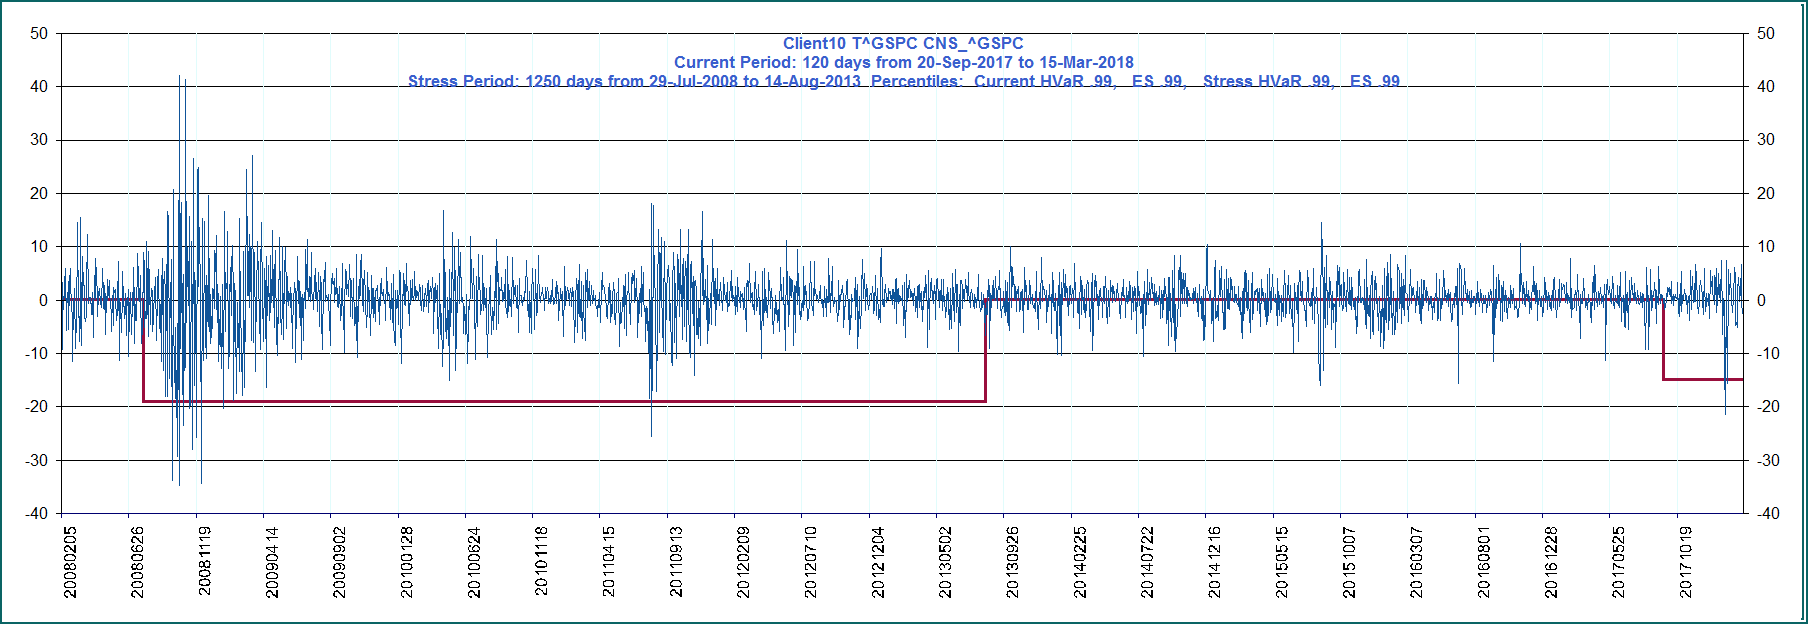 Client10 T^GSPC CNS_^GSPC
Current Period: 120 days from 20-Sep-2017 to 15-Mar-2018
Stress Period: 1250 days from 29-Jul-2008 to 14-Aug-2013  Percentiles:  Current HVaR .99,   ES .99,   Stress HVaR .99,   ES .99
50 50
40 40
30 30
20 20
10 10
0 0
-10 -10
-20 -20
-30 -30
-40 -40
20080205 20080626 20081119 20090414 20090902 20100128 20100624 20101118 20110415 20110913 20120209 20120710 20121204 20130502 20130926 20140225 20140722 20141216 20150515 20151007 20160307 20160801 20161228 20170525 20171019